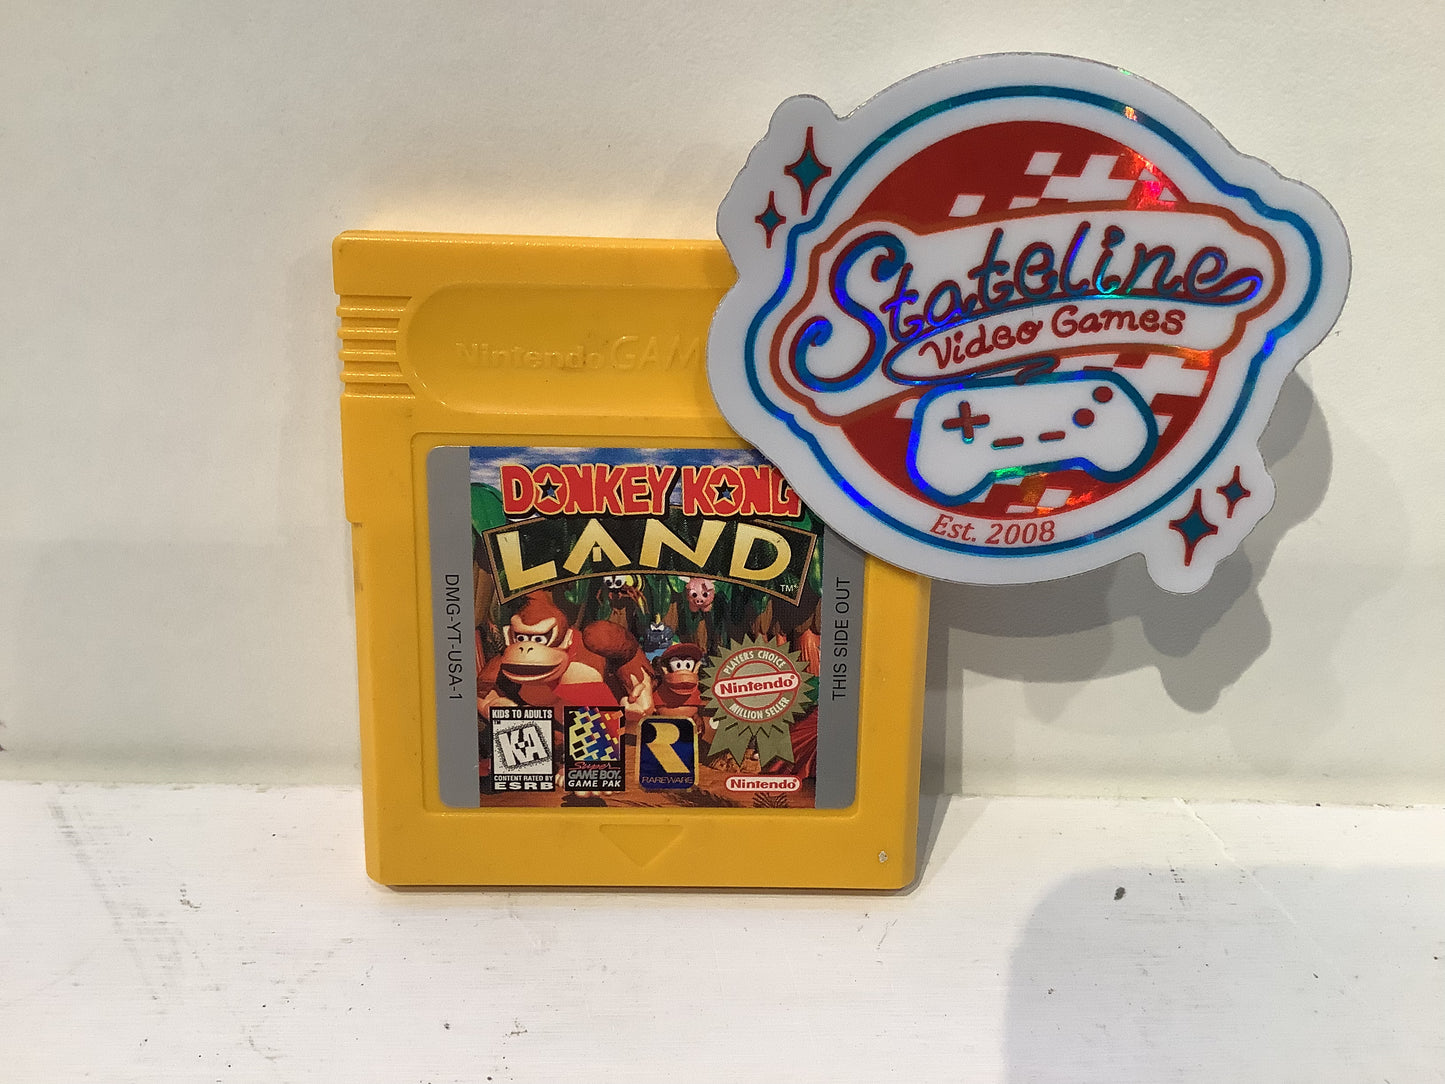 Stateline
Video Games
Est. 2008
Nintendo GAM
DONKEY KONG
LAND
TM
DMG-YT-USA-1
THIS SIDE OUT
PLAYERS CHOICE
Nintendo
MILLION SELLER
KIDS TO ADULTS
K-A
CONTENT RATED BY
ESRB
Super
GAME BOY
GAME PAK
R
RAREWARE
Nintendo